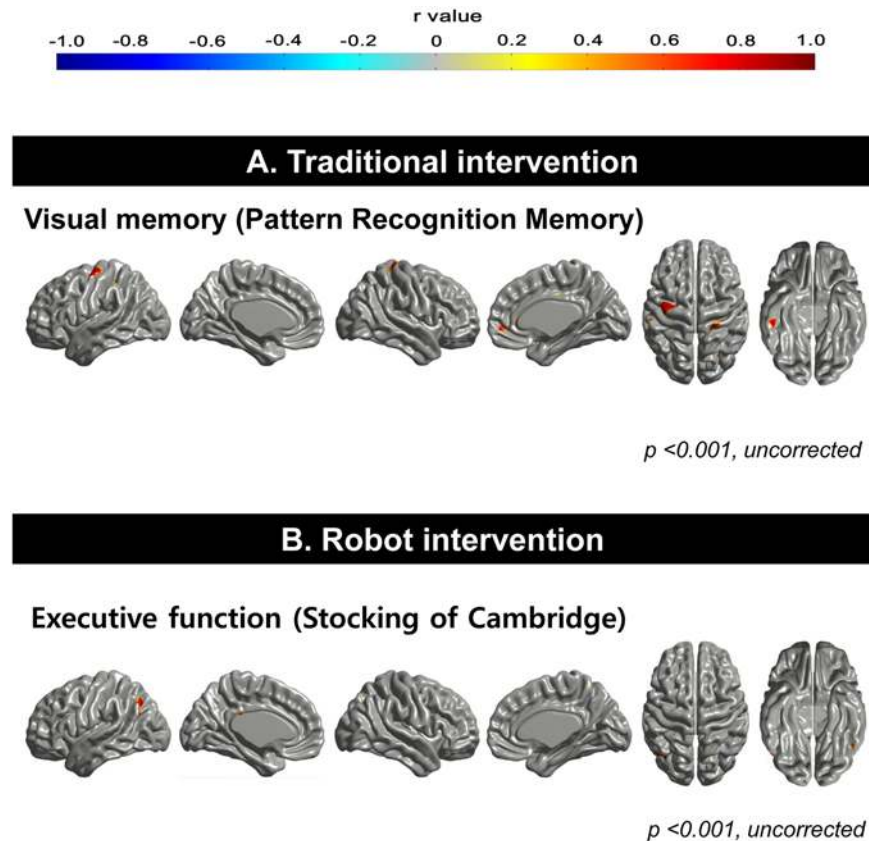 r value
-1.0 -0.8 -0.6 -0.4 -0.2 0 0.2 0.4 0.6 0.8 1.0
A. Traditional intervention
Visual memory (Pattern Recognition Memory)
p <0.001, uncorrected
B. Robot intervention
Executive function (Stocking of Cambridge)
p <0.001, uncorrected